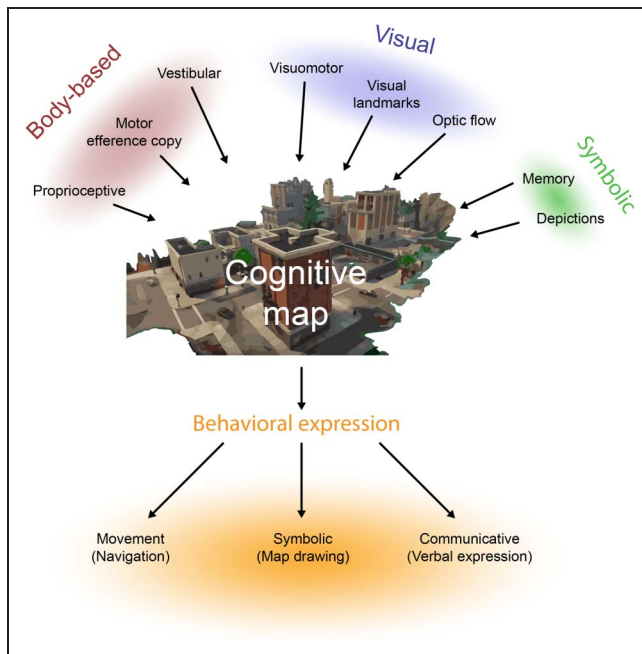 Body-based
Visual
Symbolic
Vestibular
Visuomotor
Visual
landmarks
Motor
efference copy
Optic flow
Proprioceptive
Memory
Depictions
Cognitive
map
Behavioral expression
Movement
(Navigation)
Symbolic
(Map drawing)
Communicative
(Verbal expression)